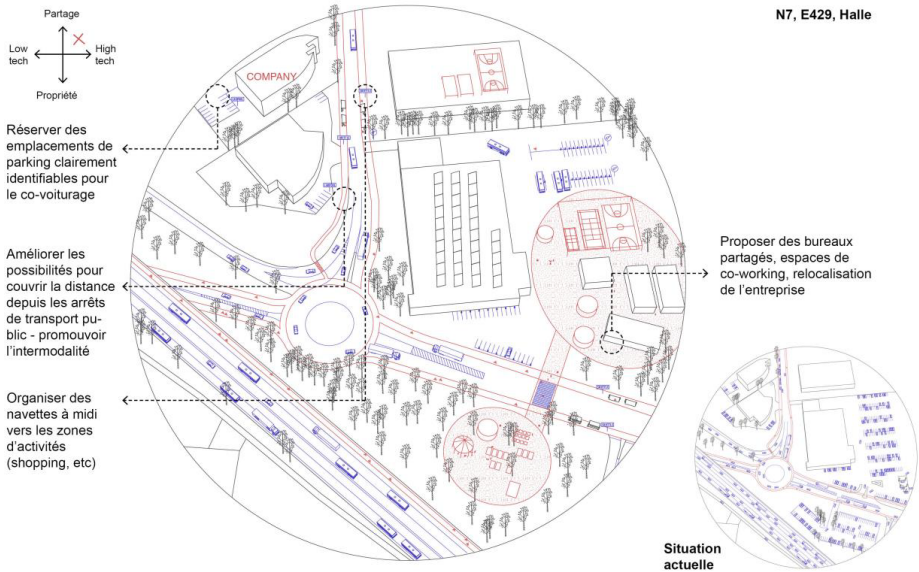 N7, E429, Halle
Partage
Low
tech
High
tech
Propriété
COMPANY
Réserver des
emplacements de
parking clairement
identifiables pour
le co-voiturage
Améliorer les
possibilités pour
couvrir la distance
depuis les arrêts
de transport pu-
blic - promouvoir
l'intermodalité
Organiser des
navettes à midi
vers les zones
d'activités
(shopping, etc)
Proposer des bureaux
partagés, espaces de
co-working, relocalisation
de l'entreprise
Situation
actuelle